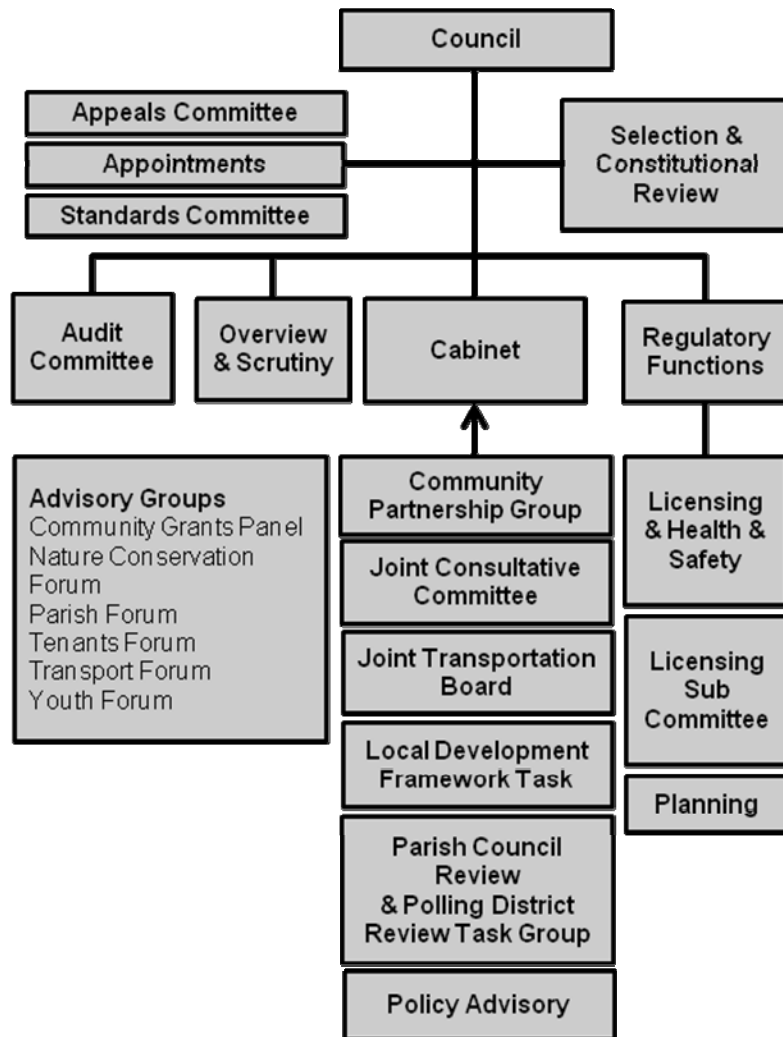 Council
Appeals Committee
Appointments
Standards Committee
Selection &
Constitutional
Review
Audit
Committee
Overview
& Scrutiny
Cabinet
Regulatory
Functions
Advisory Groups
Community Grants Panel
Nature Conservation
Forum
Parish Forum
Tenants Forum
Transport Forum
Youth Forum
Community
Partnership Group
Joint Consultative
Committee
Joint Transportation
Board
Local Development
Framework Task
Parish Council
Review
& Polling District
Review Task Group
Policy Advisory
Licensing
& Health &
Safety
Licensing
Sub
Committee
Planning